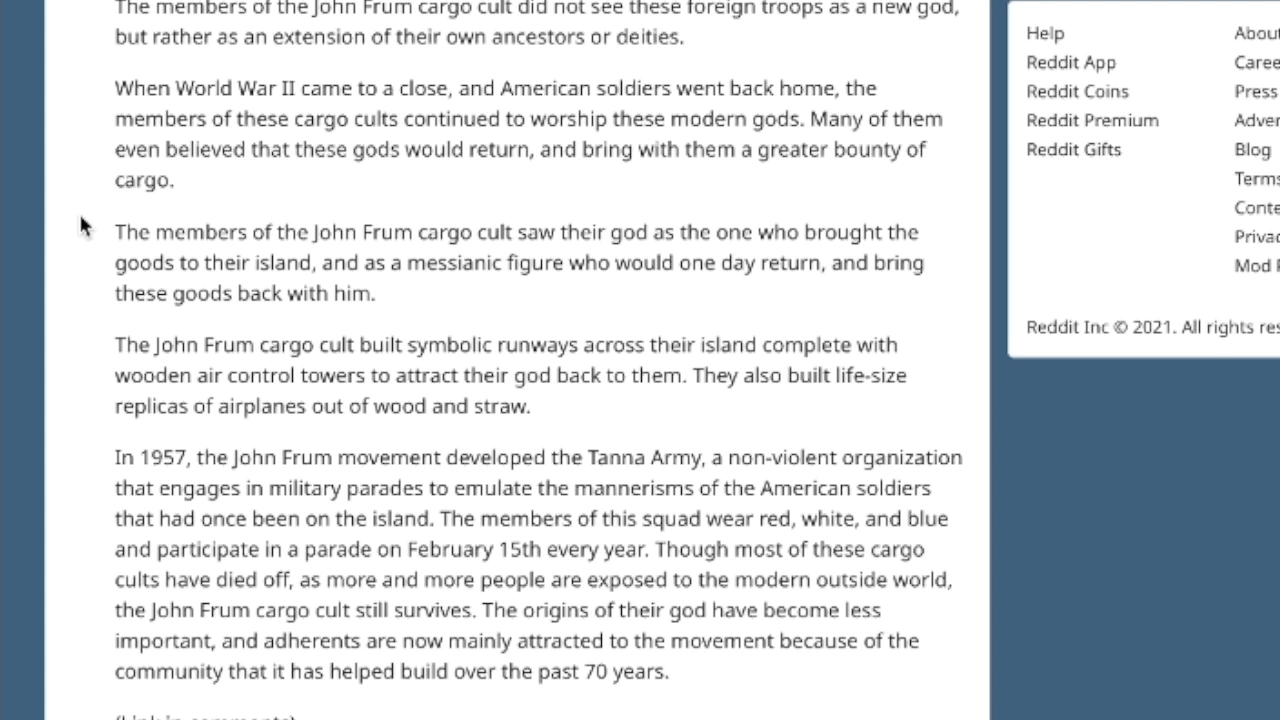 The members of the John Frum cargo cult did not see these foreign troops as a new god,
but rather as an extension of their own ancestors or deities.
When World War II came to a close, and American soldiers went back home, the
members of these cargo cults continued to worship these modern gods. Many of them
even believed that these gods would return, and bring with them a greater bounty of
cargo.
The members of the John Frum cargo cult saw their god as the one who brought the
goods to their island, and as a messianic figure who would one day return, and bring
these goods back with him.
The John Frum cargo cult built symbolic runways across their island complete with
wooden air control towers to attract their god back to them. They also built life-size
replicas of airplanes out of wood and straw.
In 1957, the John Frum movement developed the Tanna Army, a non-violent organization
that engages in military parades to emulate the mannerisms of the American soldiers
that had once been on the island. The members of this squad wear red, white, and blue
and participate in a parade on February 15th every year. Though most of these cargo
cults have died off, as more and more people are exposed to the modern outside world,
the John Frum cargo cult still survives. The origins of their god have become less
important, and adherents are now mainly attracted to the movement because of the
community that it has helped build over the past 70 years.
(Link in comments)
Help
Reddit App
Reddit Coins
Reddit Premium
Reddit Gifts
About
Caree
Press
Adver
Blog
Terms
Conte
Privac
Mod P
Reddit Inc © 2021. All rights res